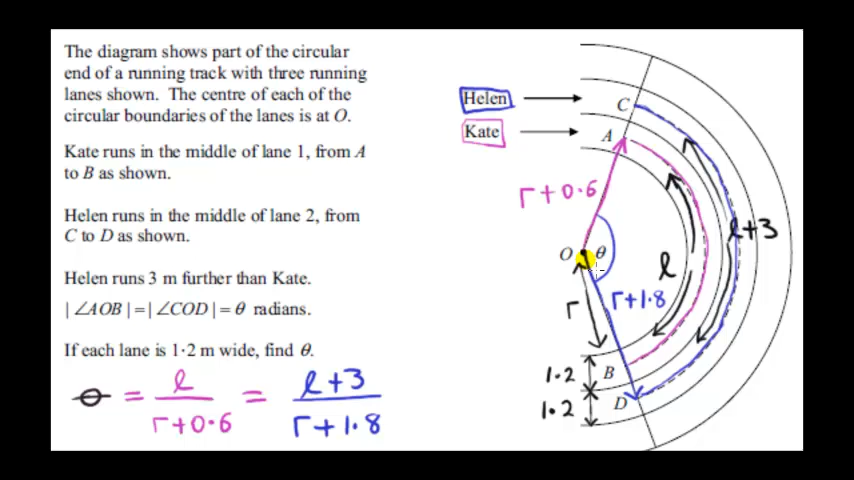 The diagram shows part of the circular
end of a running track with three running
lanes shown. The centre of each of the
circular boundaries of the lanes is at O.
Kate runs in the middle of lane 1, from A
to B as shown.
Helen runs in the middle of lane 2, from
C to D as shown.
Helen runs 3 m further than Kate.
|∠AOB|=|∠COD|=θ radians.
If each lane is 1·2 m wide, find θ.
θ = l/(r+0.6) = (l+3)/(r+1.8)
Helen
Kate
C
A
r+0.6
O
θ
l
l+3
r
r+1.8
1.2
B
1.2
D